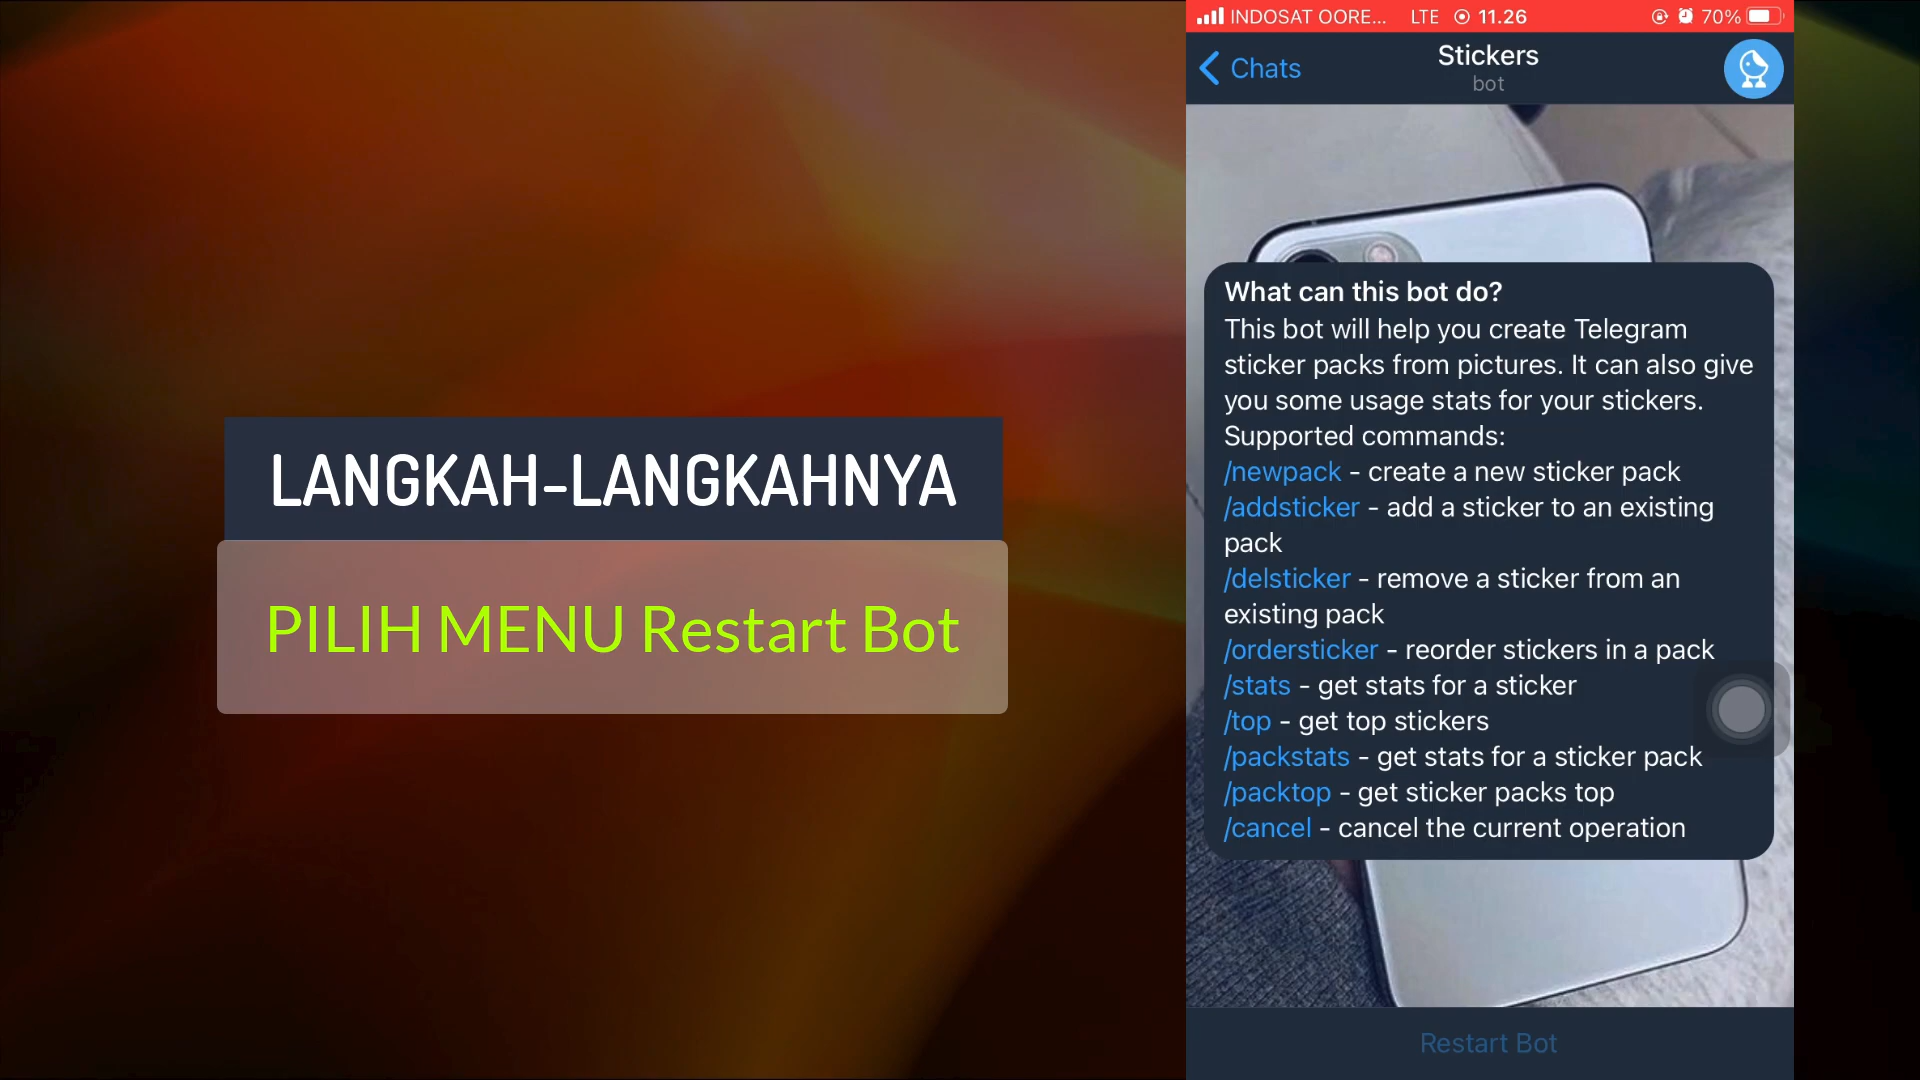 LANGKAH-LANGKAHNYA
PILIH MENU Restart Bot
INDOSAT OORE... LTE 11.26 70%
Chats
Stickers
bot
What can this bot do?
This bot will help you create Telegram
sticker packs from pictures. It can also give
you some usage stats for your stickers.
Supported commands:
/newpack - create a new sticker pack
/addsticker - add a sticker to an existing
pack
/delsticker - remove a sticker from an
existing pack
/ordersticker - reorder stickers in a pack
/stats - get stats for a sticker
/top - get top stickers
/packstats - get stats for a sticker pack
/packtop - get sticker packs top
/cancel - cancel the current operation
Restart Bot